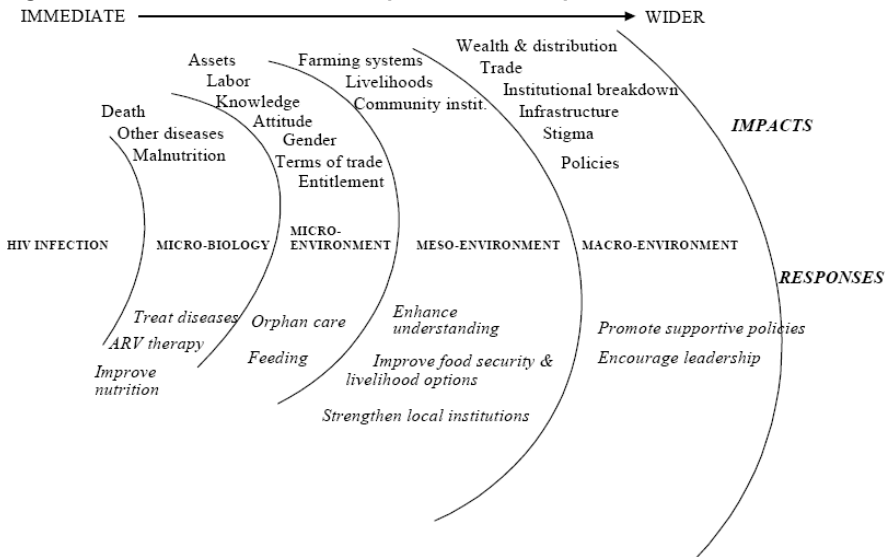 IMMEDIATE
WIDER
Assets
Labor
Knowledge
Attitude
Gender
Terms of trade
Entitlement
Farming systems
Livelihoods
Community instit.
Wealth & distribution
Trade
Institutional breakdown
Infrastructure
Stigma
Policies
Death
Other diseases
Malnutrition
IMPACTS
HIV INFECTION
MICRO-BIOLOGY
MICRO-
ENVIRONMENT
MESO-ENVIRONMENT
MACRO-ENVIRONMENT
RESPONSES
Treat diseases
ARV therapy
Improve
nutrition
Orphan care
Feeding
Enhance
understanding
Improve food security &
livelihood options
Strengthen local institutions
Promote supportive policies
Encourage leadership